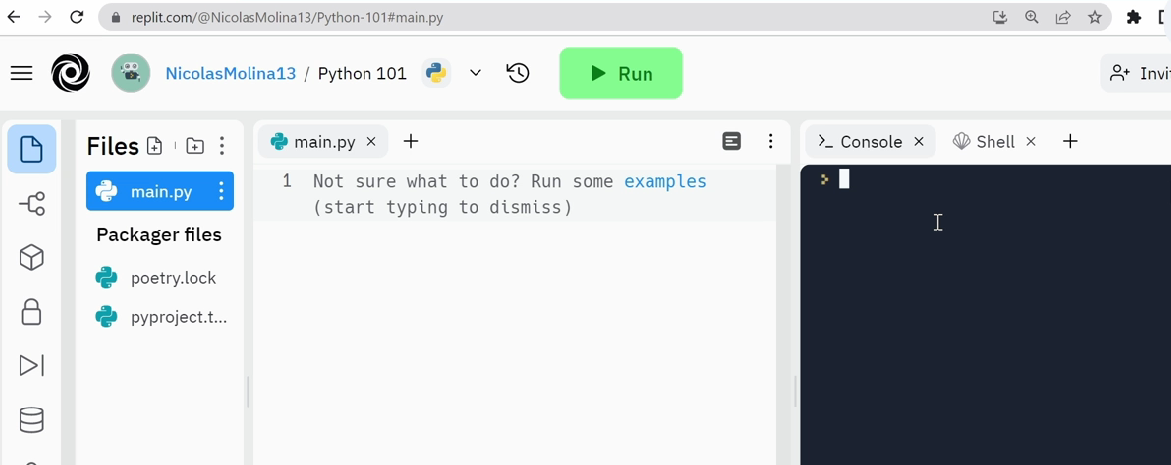 replit.com/@NicolasMolina13/Python-101#main.py
NicolasMolina13 / Python 101
Run
Invi
Files
main.py
Packager files
poetry.lock
pyproject.t...
main.py
1 Not sure what to do? Run some examples
(start typing to dismiss)
Console
Shell